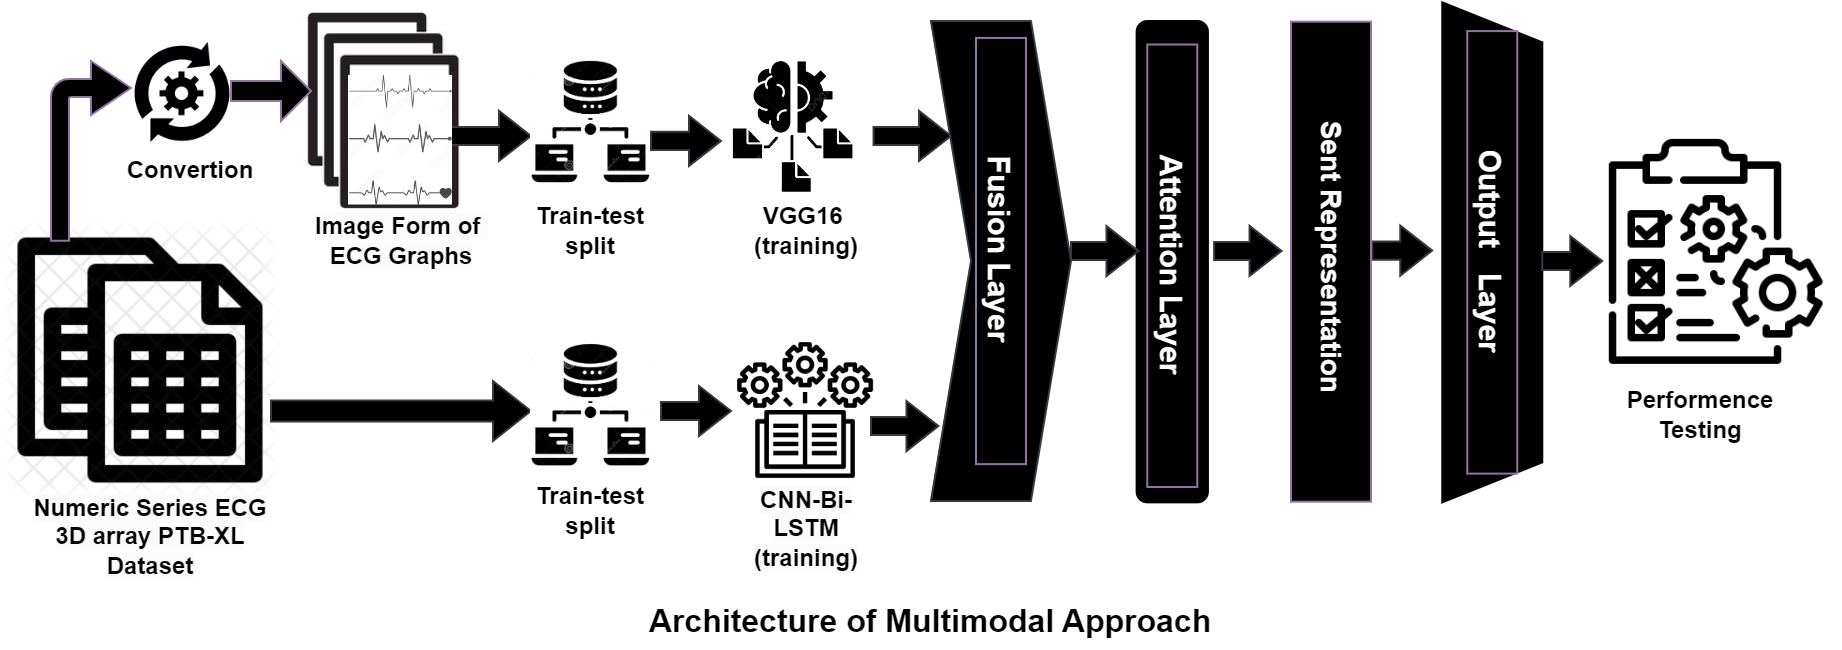 Convertion
Image Form of
ECG Graphs
Train-test
split
VGG16
(training)
Numeric Series ECG
3D array PTB-XL
Dataset
Train-test
split
CNN-Bi-
LSTM
(training)
Fusion Layer
Attention Layer
Sent Representation
Output Layer
Performence
Testing
Architecture of Multimodal Approach